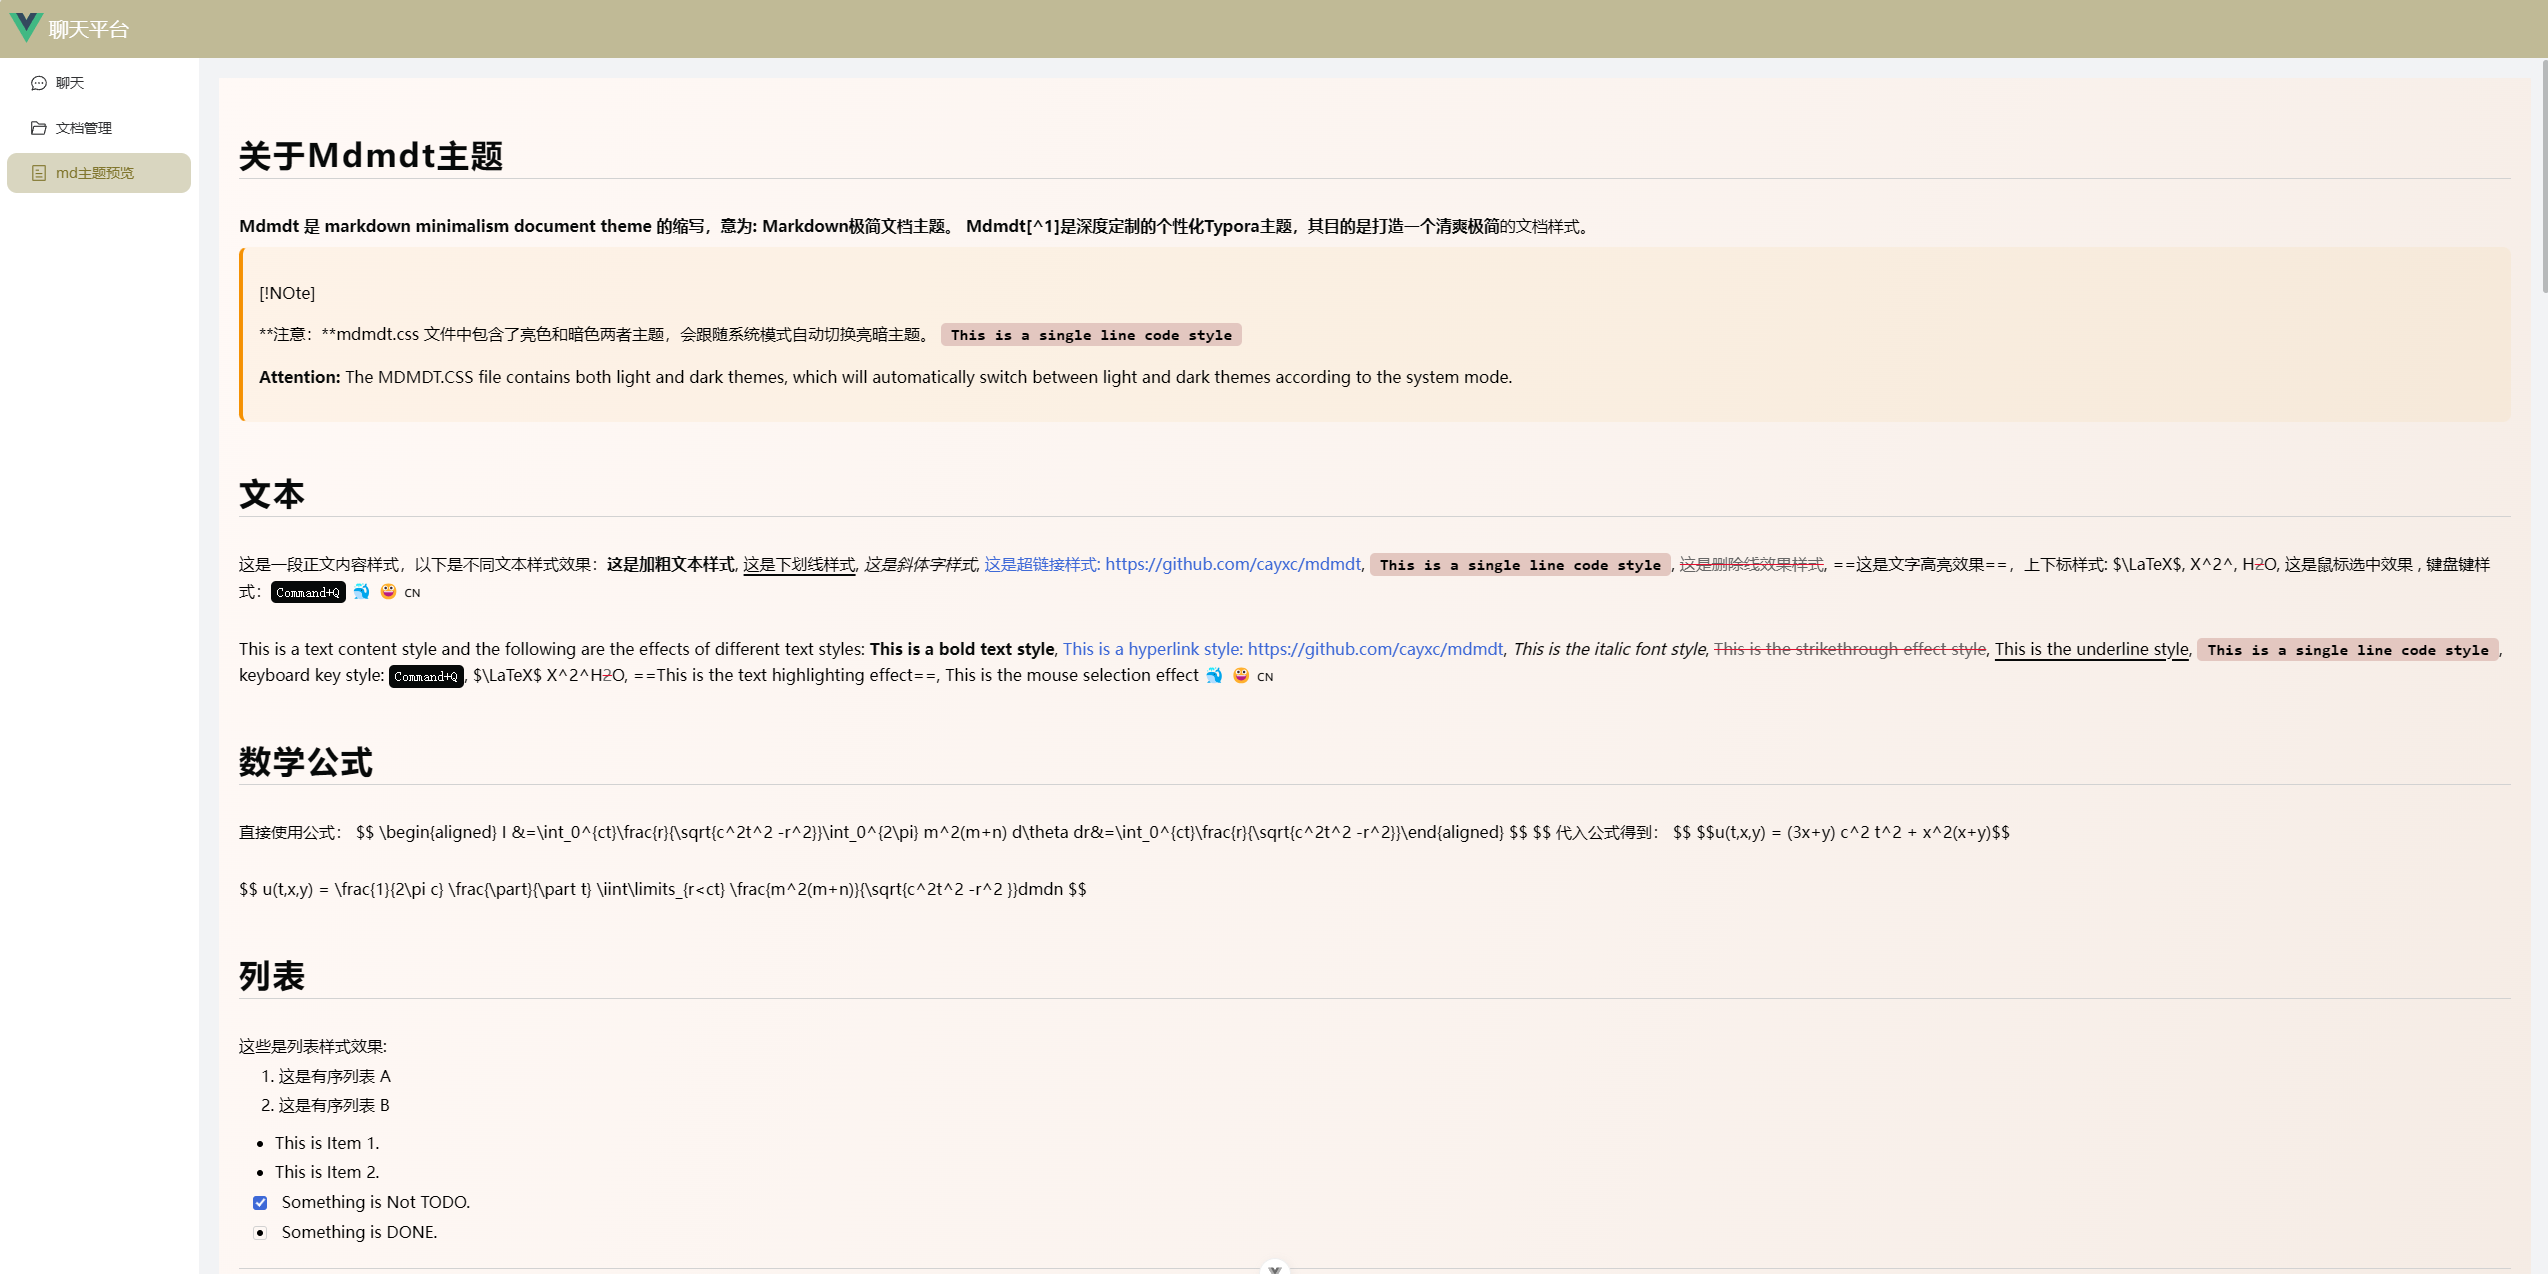 聊天平台
聊天
文档管理
md主题预览
关于Mdmdt主题
Mdmdt 是 markdown minimalism document theme 的缩写，意为: Markdown极简文档主题。 Mdmdt[^1]是深度定制的个性化Typora主题，其目的是打造一个清爽极简的文档样式。
[!NOte]
**注意：**mdmdt.css 文件中包含了亮色和暗色两者主题，会跟随系统模式自动切换亮暗主题。 This is a single line code style
Attention: The MDMDT.CSS file contains both light and dark themes, which will automatically switch between light and dark themes according to the system mode.
文本
这是一段正文内容样式，以下是不同文本样式效果：这是加粗文本样式, 这是下划线样式, 这是斜体字样式, 这是超链接样式: https://github.com/cayxc/mdmdt, This is a single line code style, 这是删除线效果样式, ==这是文字高亮效果==，上下标样式: $\LaTeX$, X^2^, H2O, 这是鼠标选中效果 , 键盘键样
式：Command+Q 🐳 😀 CN
This is a text content style and the following are the effects of different text styles: This is a bold text style, This is a hyperlink style: https://github.com/cayxc/mdmdt, This is the italic font style, This is the strikethrough effect style, This is the underline style, This is a single line code style,
keyboard key style: Command+Q, $\LaTeX$ X^2^H2O, ==This is the text highlighting effect==, This is the mouse selection effect 🐳 😀 CN
数学公式
直接使用公式： $$ \begin{aligned} I &=\int_0^{ct}\frac{r}{\sqrt{c^2t^2 -r^2}}\int_0^{2\pi} m^2(m+n) d\theta dr&=\int_0^{ct}\frac{r}{\sqrt{c^2t^2 -r^2}}\end{aligned} $$ $$ 代入公式得到： $$ $$u(t,x,y) = (3x+y) c^2 t^2 + x^2(x+y)$$
$$ u(t,x,y) = \frac{1}{2\pi c} \frac{\part}{\part t} \iint\limits_{r<ct} \frac{m^2(m+n)}{\sqrt{c^2t^2 -r^2 }}dmdn $$
列表
这些是列表样式效果:
1. 这是有序列表 A
2. 这是有序列表 B
• This is Item 1.
• This is Item 2.
Something is Not TODO.
Something is DONE.